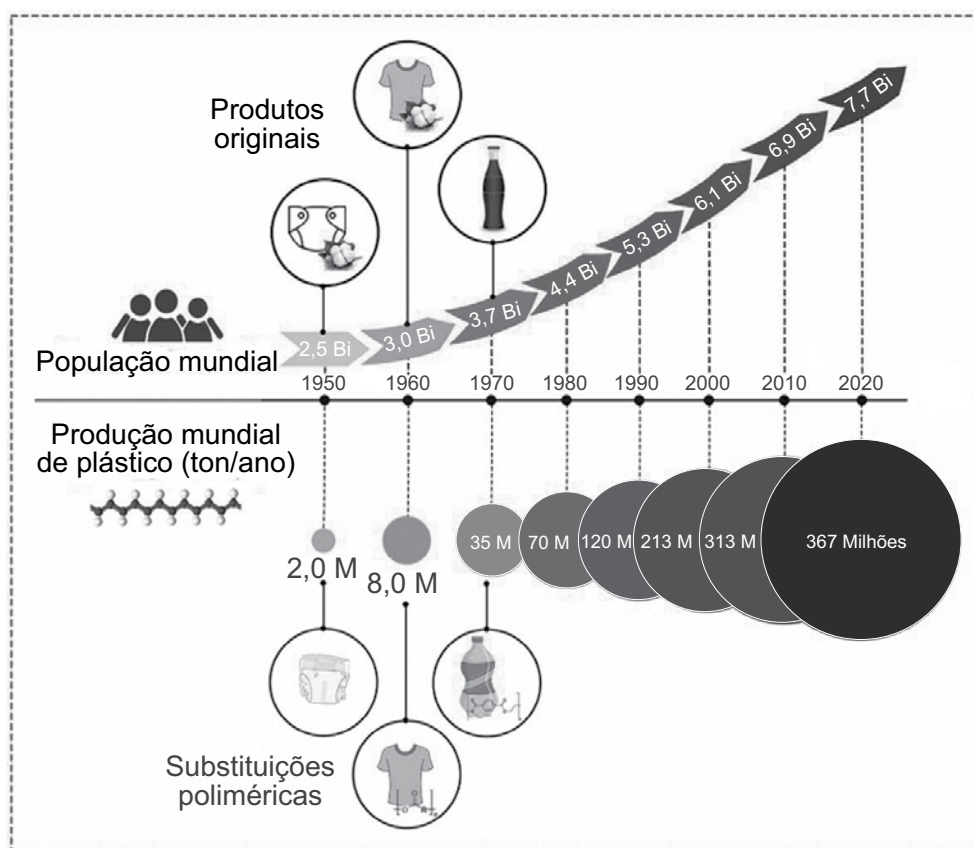 Produtos
originais
7,7 Bi
6,9 Bi
6,1 Bi
5,3 Bi
4,4 Bi
3,7 Bi
3,0 Bi
2,5 Bi
População mundial
1950 1960 1970 1980 1990 2000 2010 2020
Produção mundial
de plástico (ton/ano)
2,0 M
8,0 M
35 M 70 M 120 M 213 M 313 M 367 Milhões
Substituições
poliméricas